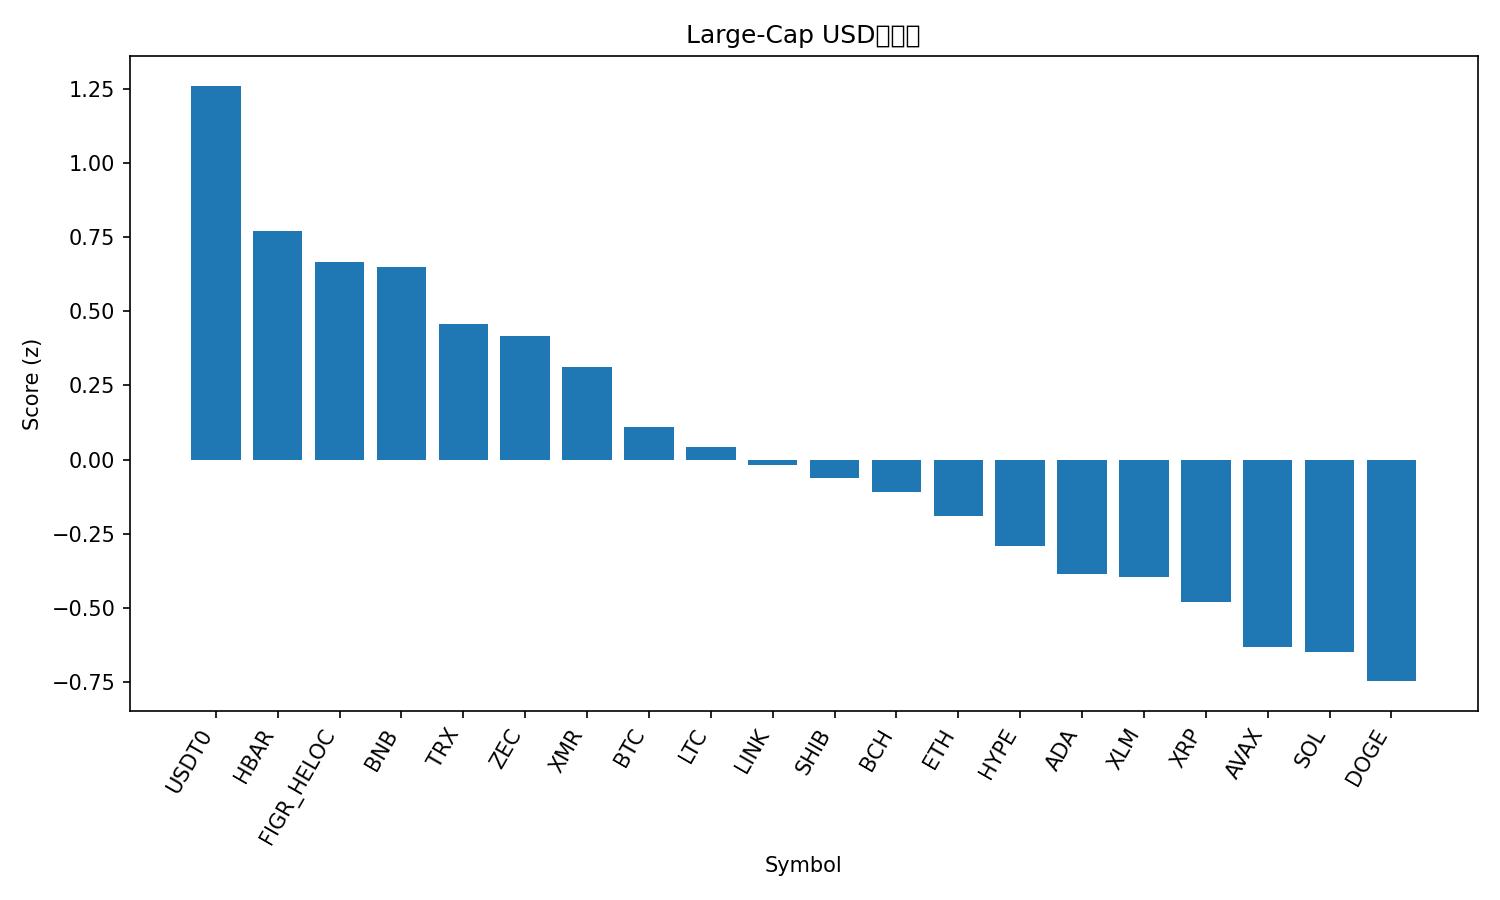 Large-Cap USD
Score (z)
1.25
1.00
0.75
0.50
0.25
0.00
−0.25
−0.50
−0.75
USDT0
HBAR
FIGR_HELOC
BNB
TRX
ZEC
XMR
BTC
LTC
LINK
SHIB
BCH
ETH
HYPE
ADA
XLM
XRP
AVAX
SOL
DOGE
Symbol